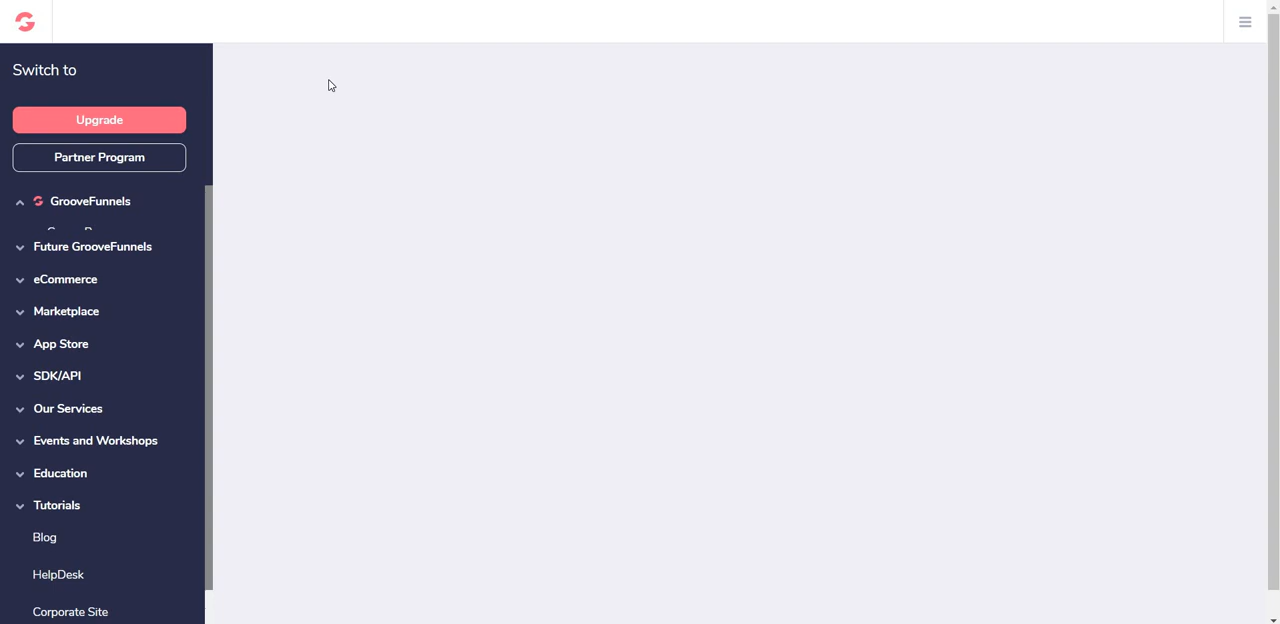 Switch to
Upgrade
Partner Program
GrooveFunnels
Future GrooveFunnels
eCommerce
Marketplace
App Store
SDK/API
Our Services
Events and Workshops
Education
Tutorials
Blog
HelpDesk
Corporate Site